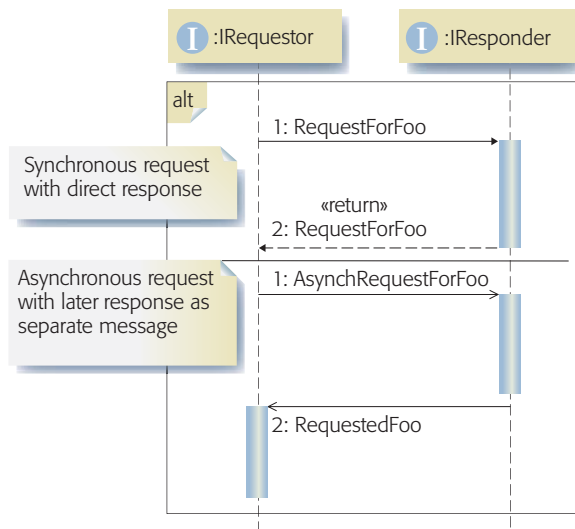 I :IRequestor
I :IResponder
alt
1: RequestForFoo
Synchronous request
with direct response
«return»
2: RequestForFoo
Asynchronous request
with later response as
separate message
1: AsynchRequestForFoo
2: RequestedFoo